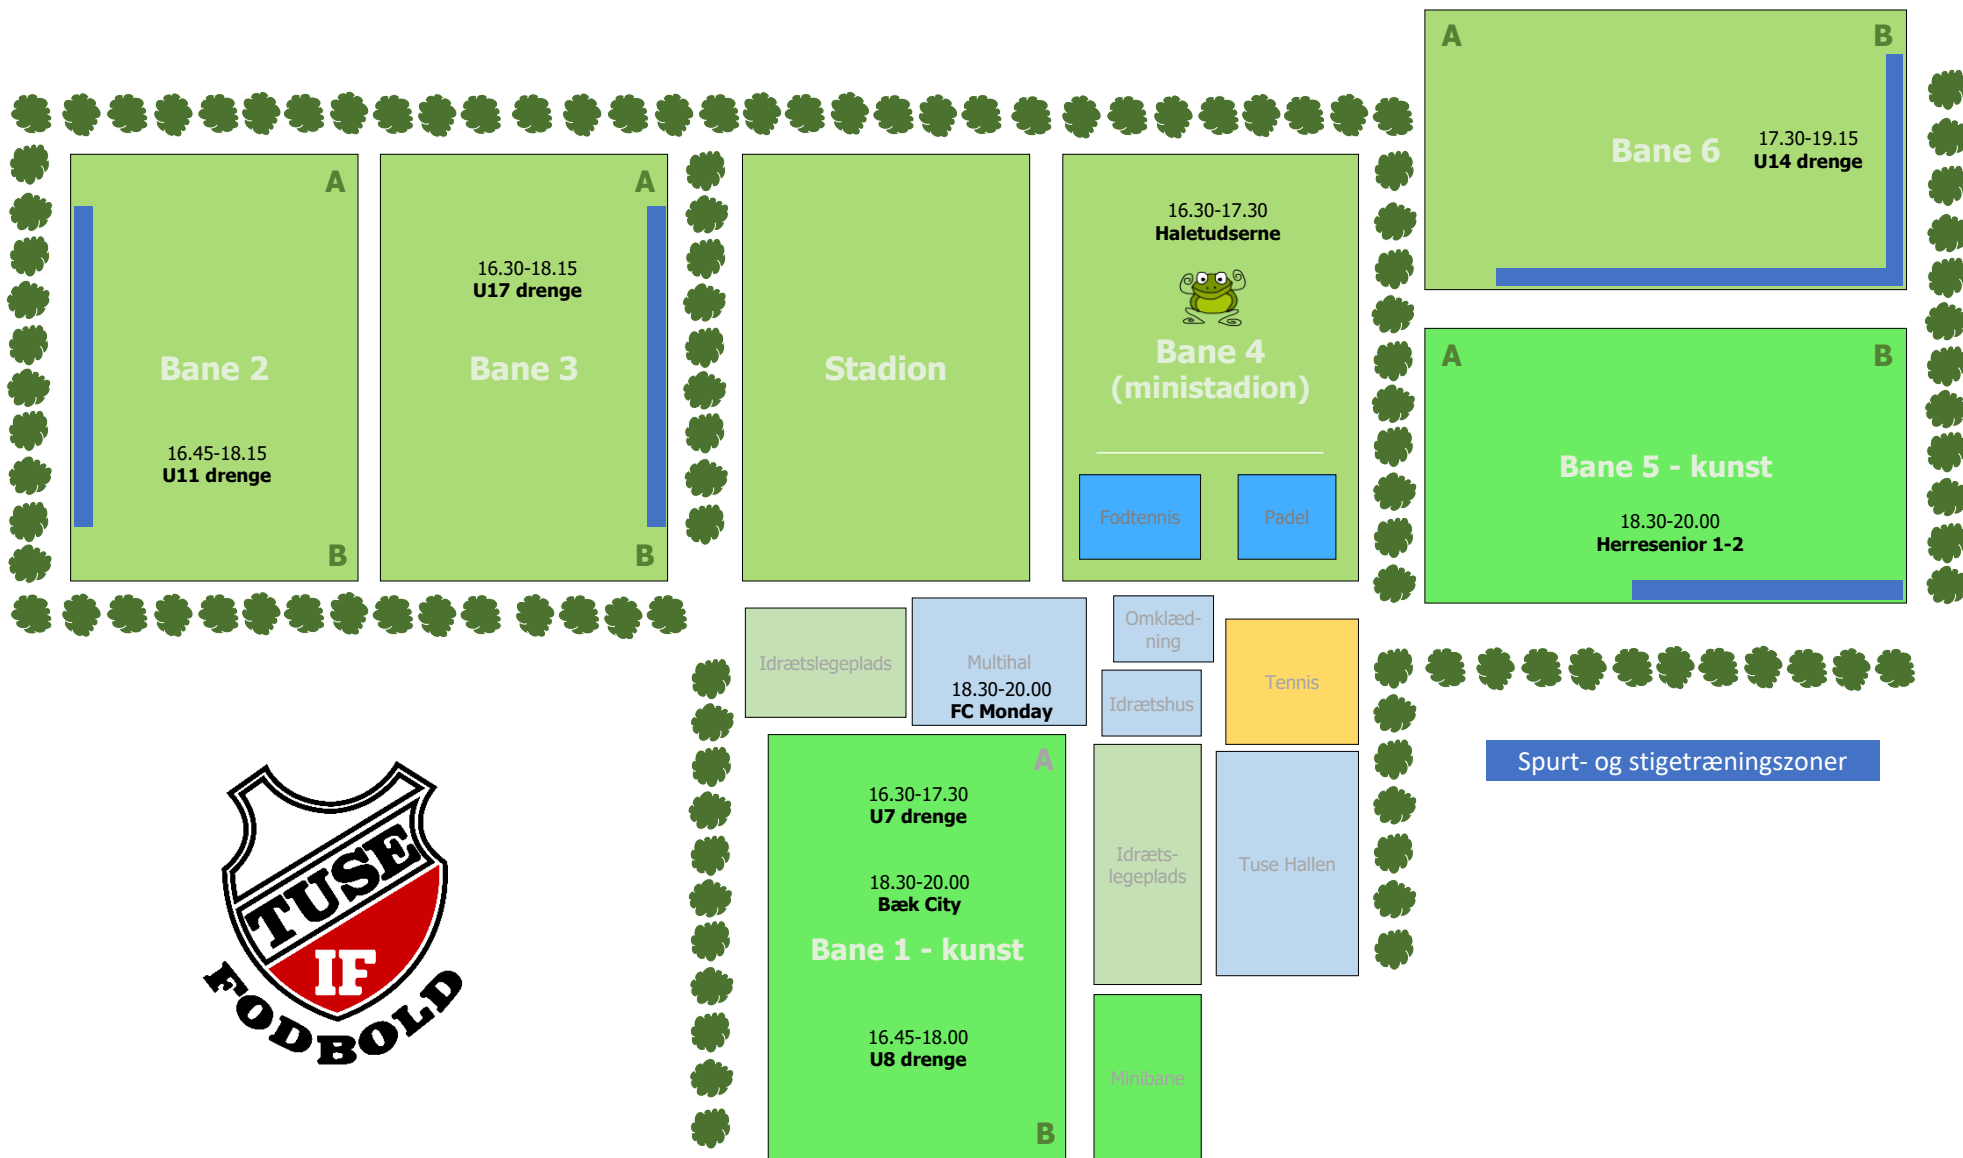 A
B
Bane 6
17.30-19.15
U14 drenge
A
Bane 2
16.45-18.15
U11 drenge
B
A
16.30-18.15
U17 drenge
Bane 3
B
Stadion
16.30-17.30
Haletudserne
Bane 4
(ministadion)
Fodtennis
Padel
A
B
Bane 5 - kunst
18.30-20.00
Herresenior 1-2
Idrætslegeplads
Multihal
18.30-20.00
FC Monday
Omklæd-
ning
Idrætshus
Tennis
Spurt- og stigetræningszoner
A
16.30-17.30
U7 drenge
18.30-20.00
Bæk City
Bane 1 - kunst
16.45-18.00
U8 drenge
B
Idræts-
legeplads
Tuse Hallen
Minibane
TUSE
IF
FODBOLD